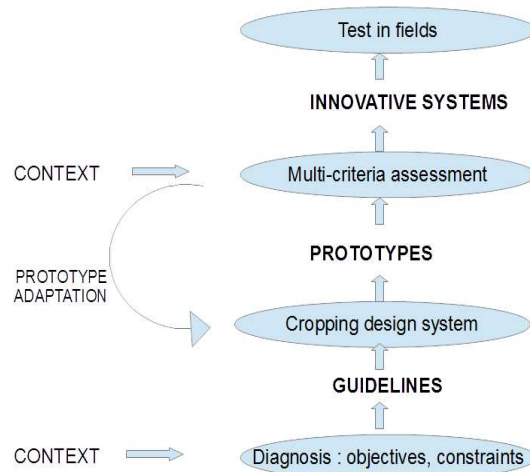 Test in fields
INNOVATIVE SYSTEMS
CONTEXT
Multi-criteria assessment
PROTOTYPES
PROTOTYPE
ADAPTATION
Cropping design system
GUIDELINES
CONTEXT
Diagnosis : objectives, constraints